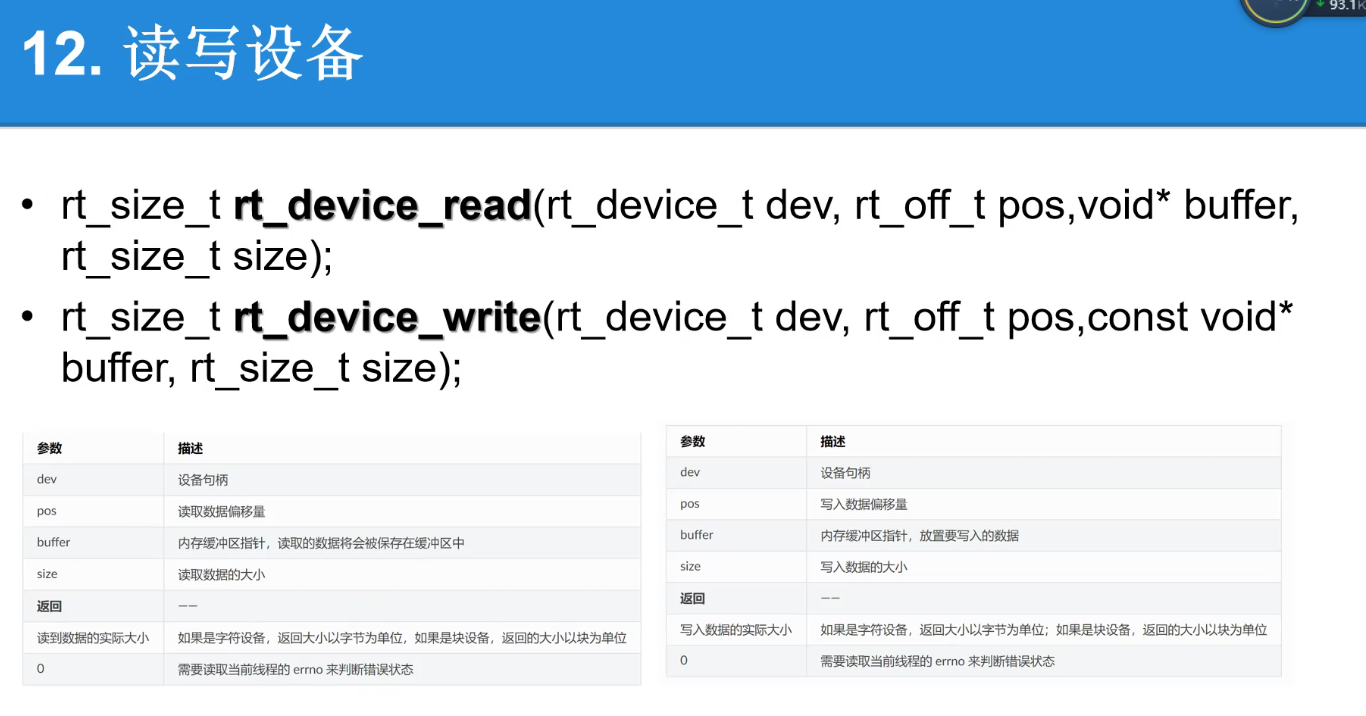 93.1K
12. 读写设备
• rt_size_t rt_device_read(rt_device_t dev, rt_off_t pos,void* buffer,
rt_size_t size);
• rt_size_t rt_device_write(rt_device_t dev, rt_off_t pos,const void*
buffer, rt_size_t size);
参数 描述
dev 设备句柄
pos 读取数据偏移量
buffer 内存缓冲区指针，读取的数据将会被保存在缓冲区中
size 读取数据的大小
返回 ——
读到数据的实际大小 如果是字符设备，返回大小以字节为单位，如果是块设备，返回的大小以块为单位
0 需要读取当前线程的 errno 来判断错误状态
参数 描述
dev 设备句柄
pos 写入数据偏移量
buffer 内存缓冲区指针，放置要写入的数据
size 写入数据的大小
返回 ——
写入数据的实际大小 如果是字符设备，返回大小以字节为单位；如果是块设备，返回的大小以块为单位
0 需要读取当前线程的 errno 来判断错误状态